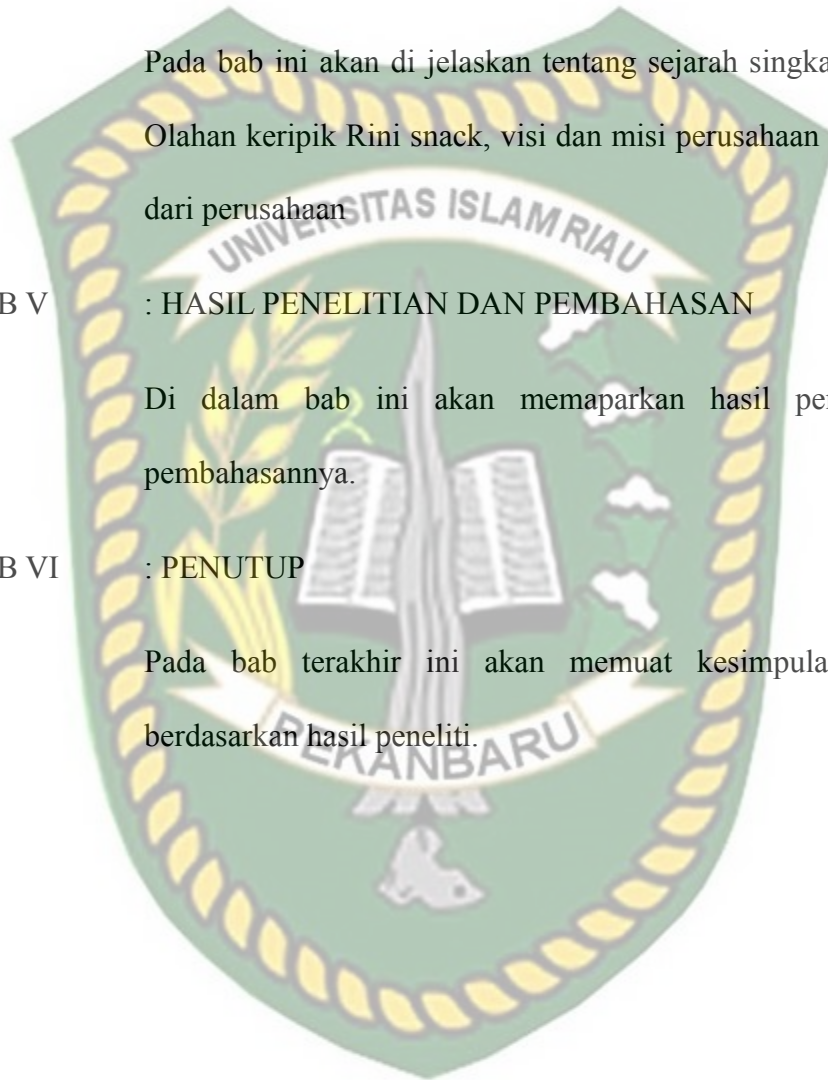 Pada bab ini akan di jelaskan tentang sejarah singka
Olahan keripik Rini snack, visi dan misi perusahaan
dari perusahaan
UNIVERSITAS ISLAM RIAU
B V : HASIL PENELITIAN DAN PEMBAHASAN
Di dalam bab ini akan memaparkan hasil pe
pembahasannya.
B VI : PENUTUP
Pada bab terakhir ini akan memuat kesimpula
berdasarkan hasil peneliti.
PEKANBARU